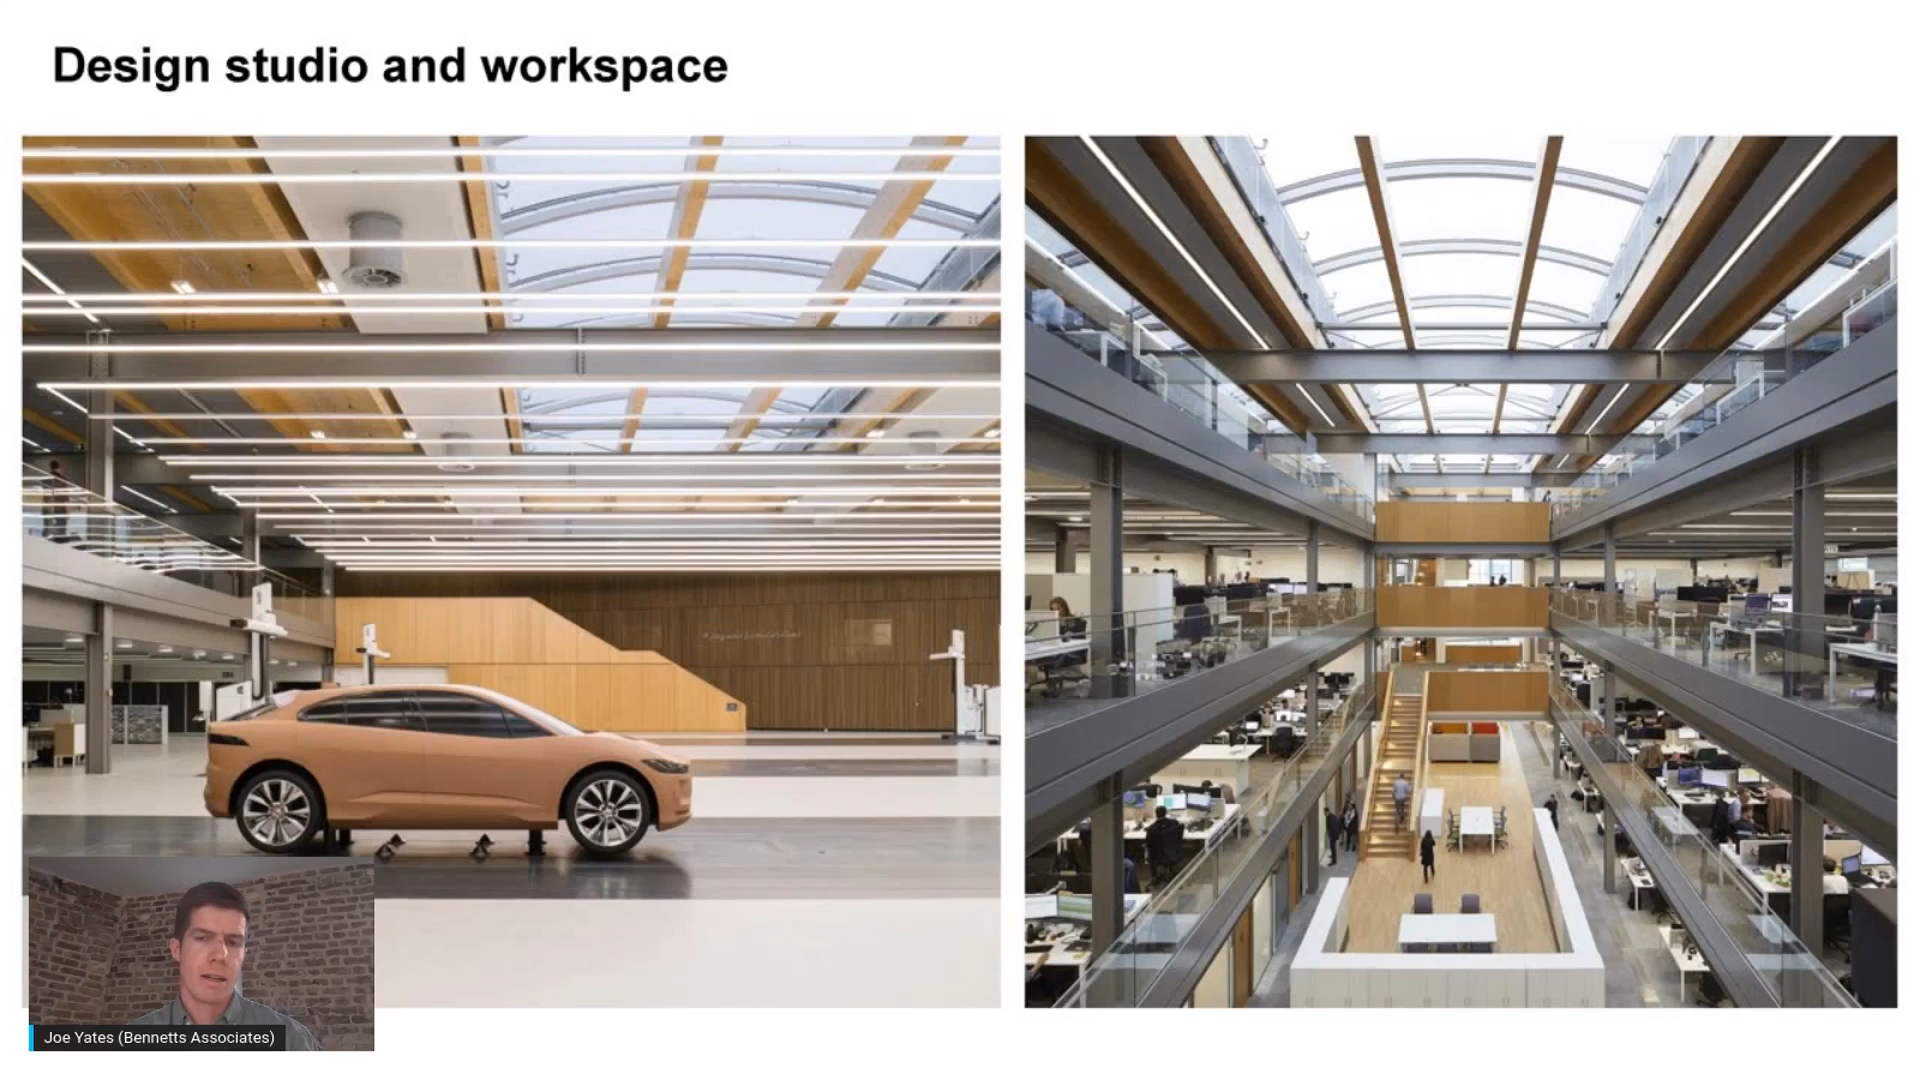 Design studio and workspace
Joe Yates (Bennetts Associates)